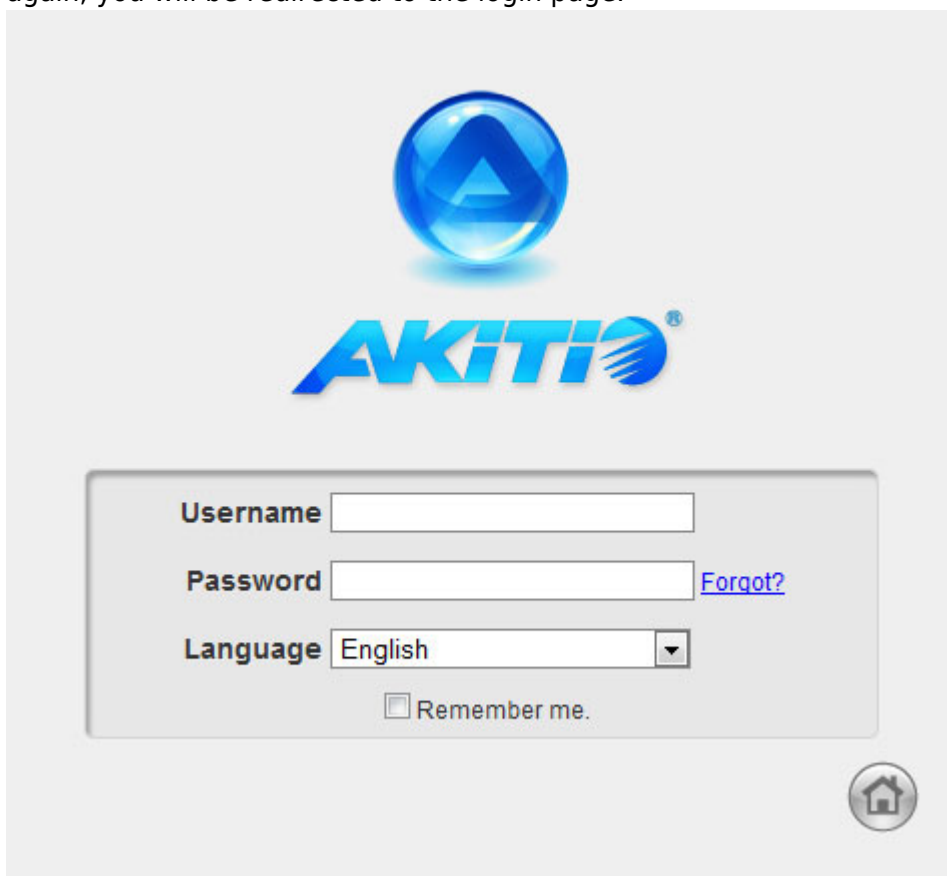 again, you will be redirected to the login page.
AKiTiO®
Username
Password Forgot?
Language English
Remember me.